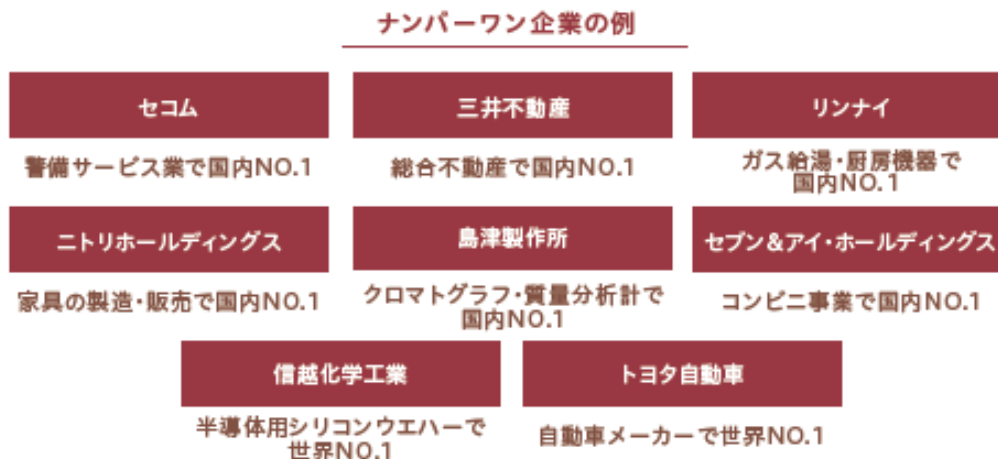 ナンバーワン企業の例
セコム
警備サービス業で国内NO.1
三井不動産
総合不動産で国内NO.1
リンナイ
ガス給湯・厨房機器で
国内NO.1
ニトリホールディングス
家具の製造・販売で国内NO.1
島津製作所
クロマトグラフ・質量分析計で
国内NO.1
セブン&アイ・ホールディングス
コンビニ事業で国内NO.1
信越化学工業
半導体用シリコンウエハーで
世界NO.1
トヨタ自動車
自動車メーカーで世界NO.1